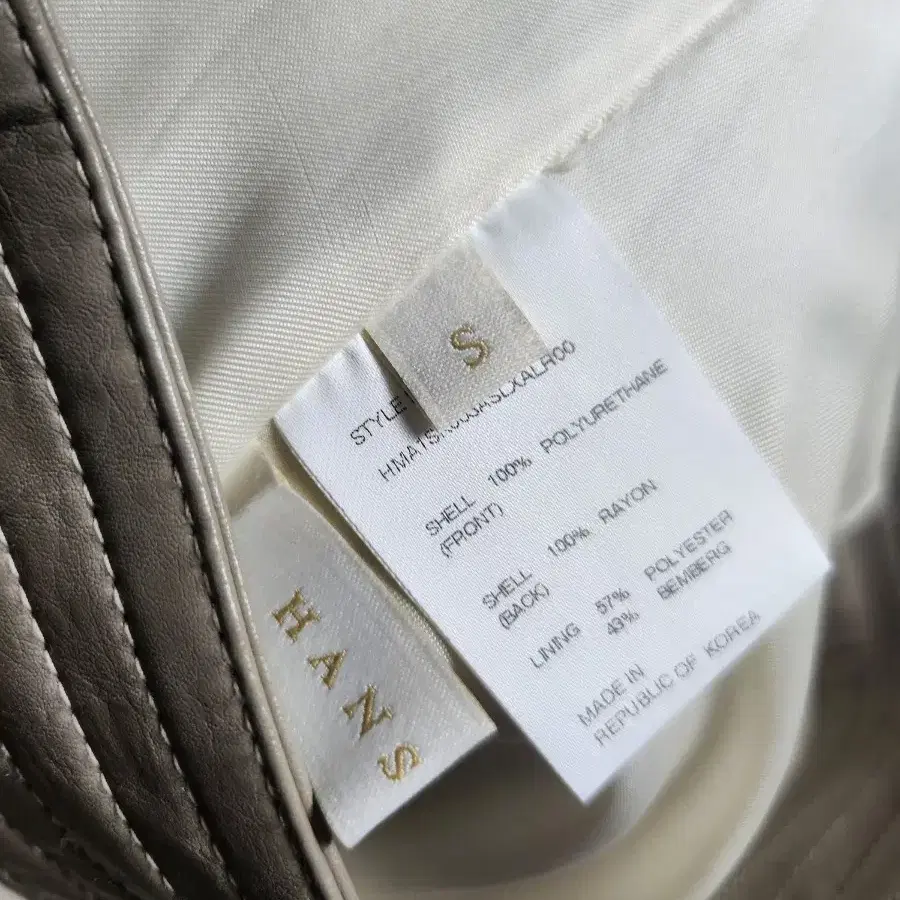 S
STYLE
SHELL 100% POLYURETHANE
(FRONT)
SHELL 100% RAYON
(BACK)
LINING 57% POLYESTER
43% BEMBERG
MADE IN
REPUBLIC OF KOREA
HANS